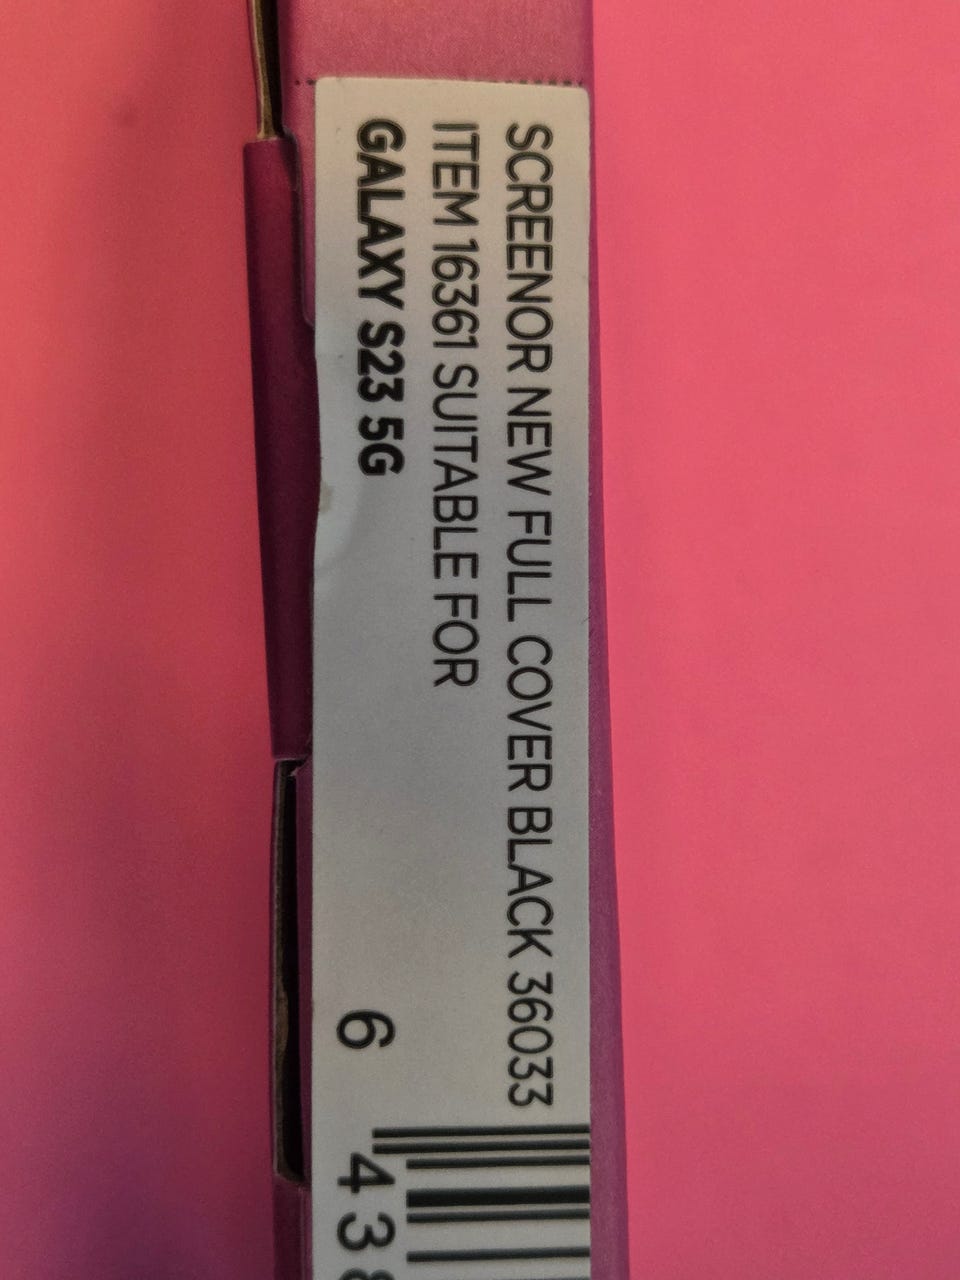 SCREENOR NEW FULL COVER BLACK 36033
ITEM 16361 SUITABLE FOR
GALAXY S23 5G
6 43